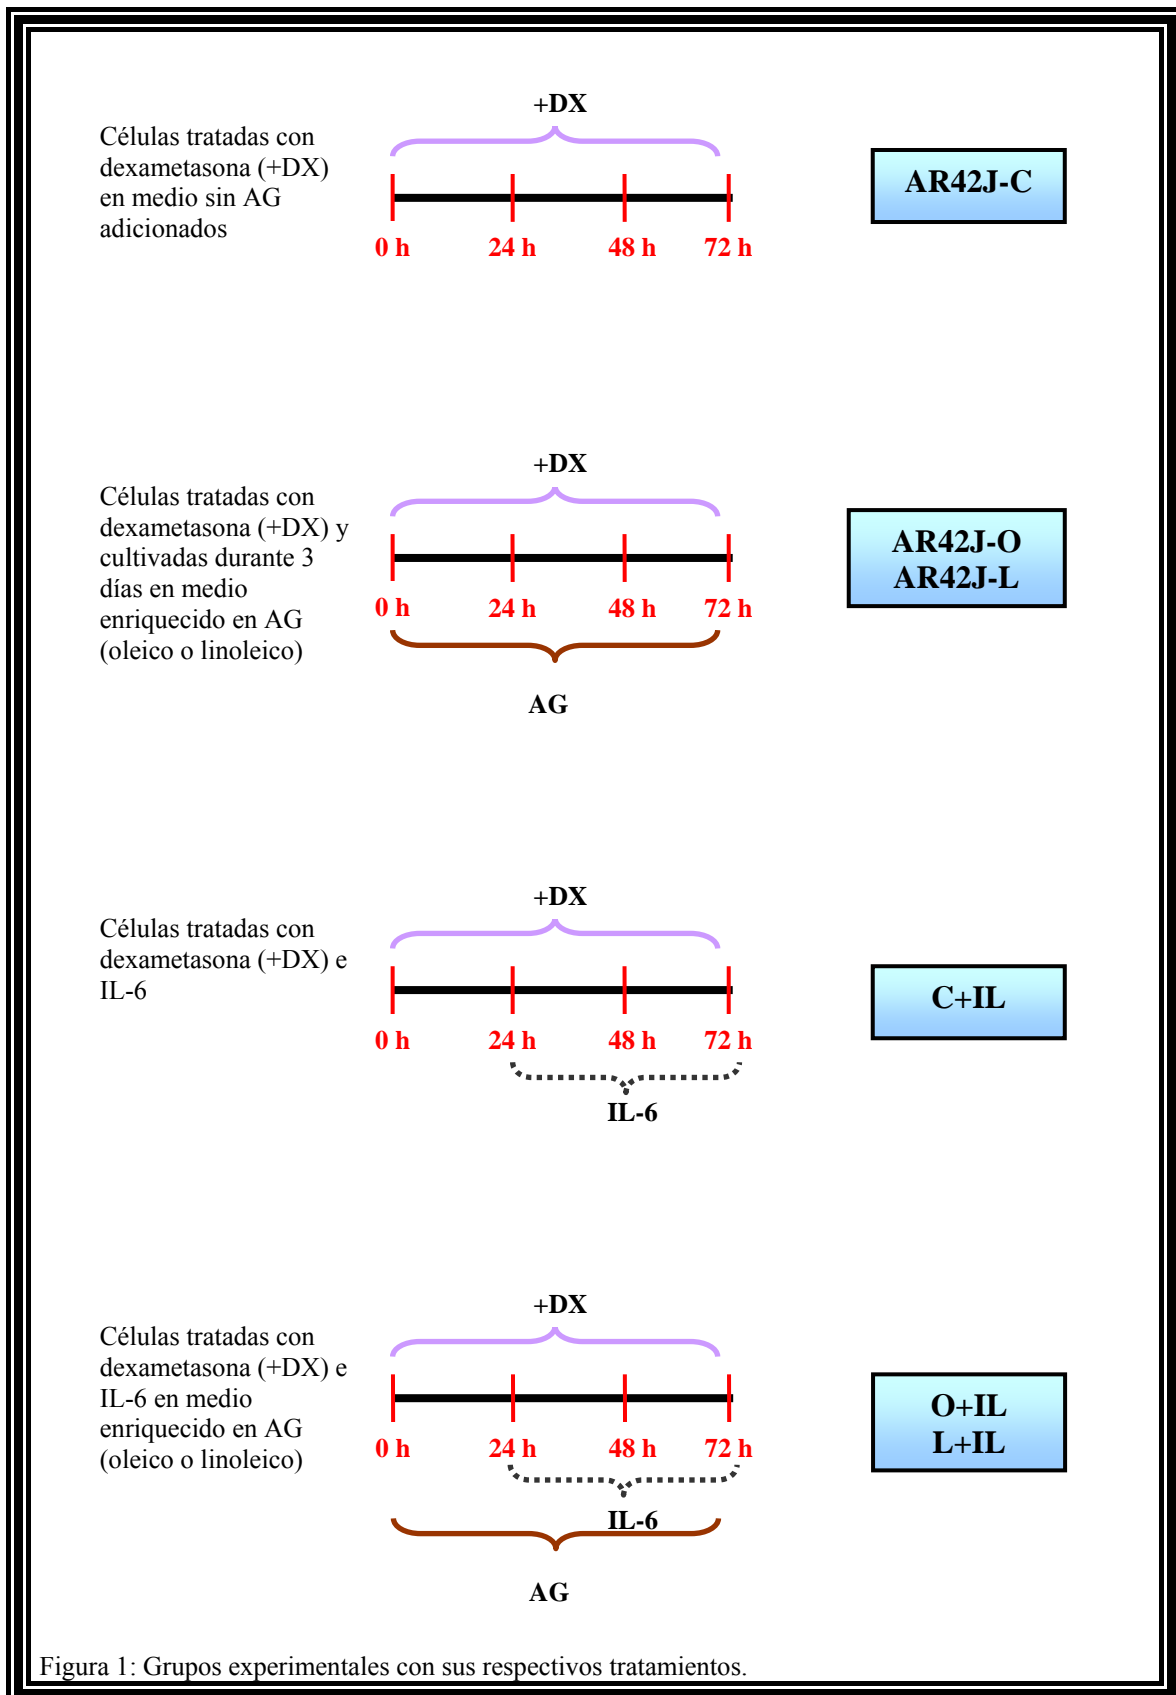 +DX
Células tratadas con
dexametasona (+DX)
en medio sin AG
adicionados
AR42J-C
0 h 24 h 48 h 72 h
+DX
Células tratadas con
dexametasona (+DX) y
cultivadas durante 3
días en medio
enriquecido en AG
(oleico o linoleico)
AR42J-O
AR42J-L
0 h 24 h 48 h 72 h
AG
+DX
Células tratadas con
dexametasona (+DX) e
IL-6
C+IL
0 h 24 h 48 h 72 h
IL-6
+DX
Células tratadas con
dexametasona (+DX) e
IL-6 en medio
enriquecido en AG
(oleico o linoleico)
O+IL
L+IL
0 h 24 h 48 h 72 h
IL-6
AG
Figura 1: Grupos experimentales con sus respectivos tratamientos.